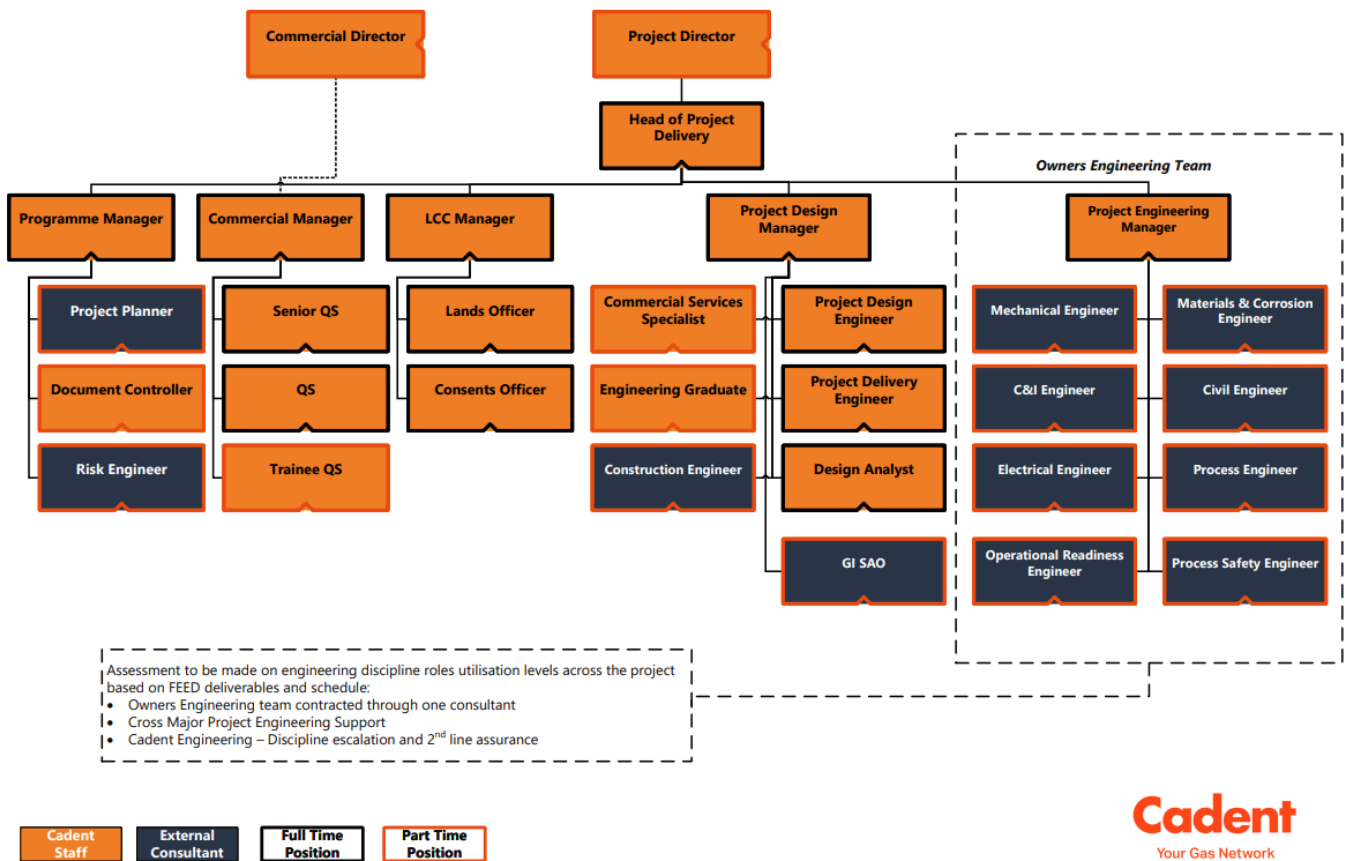 Commercial Director
Project Director
Head of Project
Delivery
Owners Engineering Team
Programme Manager
Commercial Manager
LCC Manager
Project Design
Manager
Project Engineering
Manager
Project Planner
Senior QS
Lands Officer
Commercial Services
Specialist
Project Design
Engineer
Mechanical Engineer
Materials & Corrosion
Engineer
Document Controller
QS
Consents Officer
Engineering Graduate
Project Delivery
Engineer
C&I Engineer
Civil Engineer
Risk Engineer
Trainee QS
Construction Engineer
Design Analyst
Electrical Engineer
Process Engineer
GI SAO
Operational Readiness
Engineer
Process Safety Engineer
Assessment to be made on engineering discipline roles utilisation levels across the project
based on FEED deliverables and schedule:
• Owners Engineering team contracted through one consultant
• Cross Major Project Engineering Support
• Cadent Engineering – Discipline escalation and 2nd line assurance
Cadent
Staff
External
Consultant
Full Time
Position
Part Time
Position
Cadent
Your Gas Network